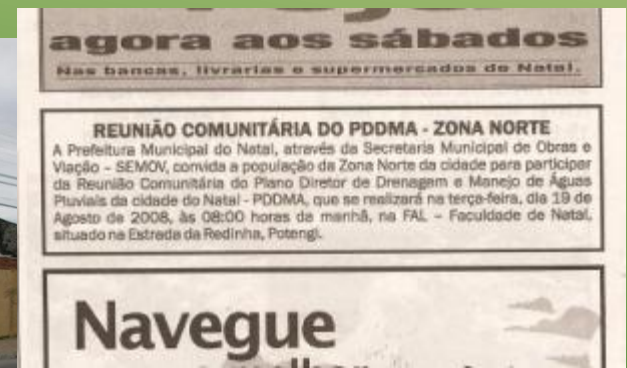 agora aos sábados
Nas bancas, livrarias e supermercados de Natal.
REUNIÃO COMUNITÁRIA DO PDDMA - ZONA NORTE
A Prefeitura Municipal do Natal, através da Secretaria Municipal de Obras e
Viação – SEMOV, convida a população da Zona Norte da cidade para participar
da Reunião Comunitária do Plano Diretor de Drenagem e Manejo de Águas
Pluviais da cidade do Natal - PDDMA, que se realizará na terça-feira, dia 19 de
Agosto de 2008, às 08:00 horas da manhã, na FAL – Faculdade de Natal,
situado na Estrada da Redinha, Potengi.
Navegue